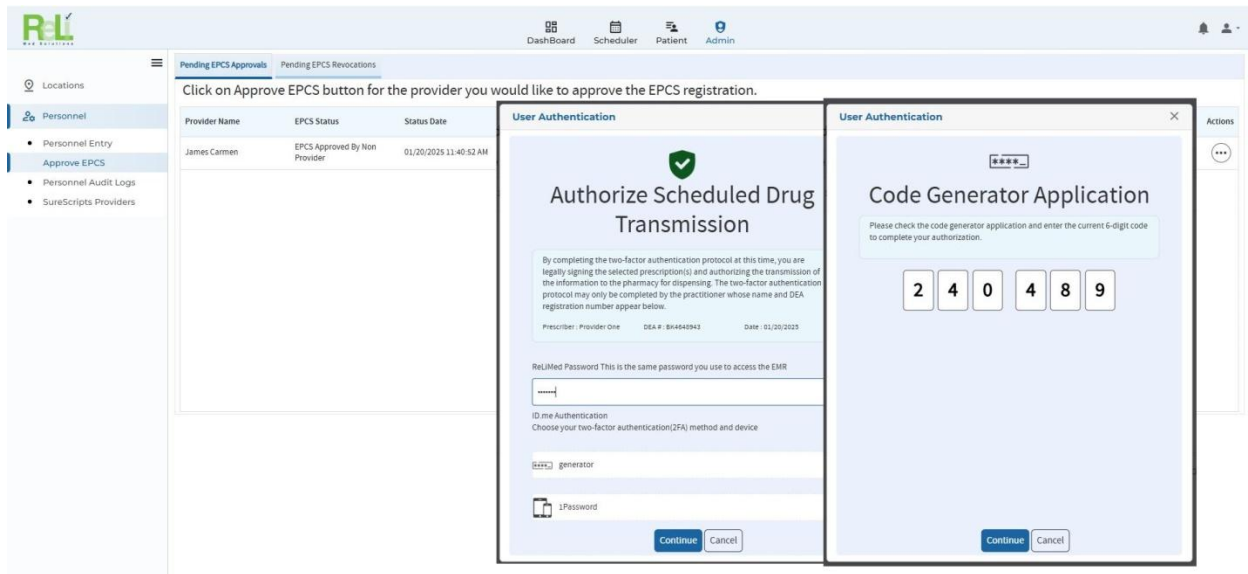 ReLi
Web Solutions
DashBoard
Scheduler
Patient
Admin
Locations
Personnel
Personnel Entry
Approve EPCS
Personnel Audit Logs
SureScripts Providers
Pending EPCS Approvals
Pending EPCS Revocations
Click on Approve EPCS button for the provider you would like to approve the EPCS registration.
Provider Name
EPCS Status
Status Date
Actions
James Carmen
EPCS Approved By Non
Provider
01/20/2025 11:40:52 AM
User Authentication
Authorize Scheduled Drug
Transmission
By completing the two-factor authentication protocol at this time, you are
legally signing the selected prescription(s) and authorizing the transmission of
the information to the pharmacy for dispensing. The two-factor authentication
protocol may only be completed by the practitioner whose name and DEA
registration number appear below.
Prescriber : Provider One DEA # : BK4640943 Date : 01/20/2025
ReLiMed Password This is the same password you use to access the EMR
ID.me Authentication
Choose your two-factor authentication(2FA) method and device
generator
1Password
Continue
Cancel
User Authentication
Code Generator Application
Please check the code generator application and enter the current 6-digit code
to complete your authorization.
2 4 0 4 8 9
Continue
Cancel